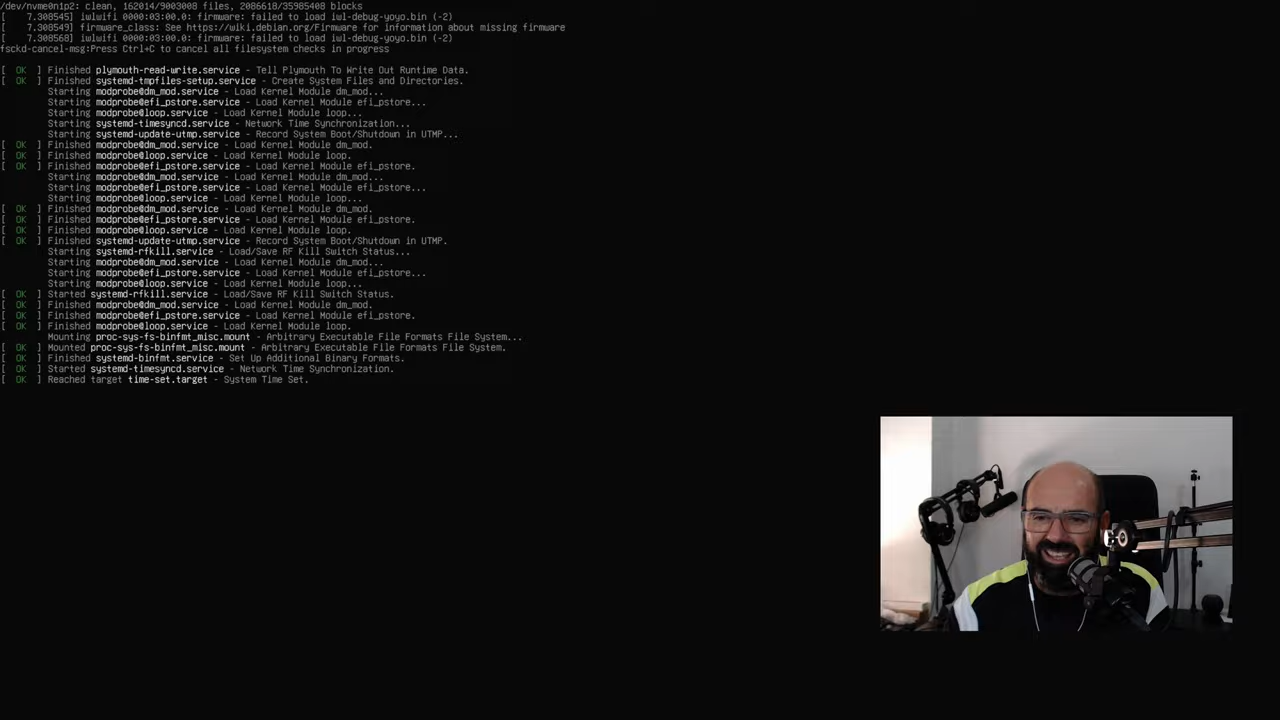 /dev/nvme0n1p2: clean, 162014/9003008 files, 2086618/35985408 blocks
[    7.308545] iwlwifi 0000:03:00.0: firmware: failed to load iwl-debug-yoyo.bin (-2)
[    7.308549] firmware_class: See https://wiki.debian.org/Firmware for information about missing firmware
[    7.308568] iwlwifi 0000:03:00.0: firmware: failed to load iwl-debug-yoyo.bin (-2)
fsckd-cancel-msg:Press Ctrl+C to cancel all filesystem checks in progress
[  OK  ] Finished plymouth-read-write.service - Tell Plymouth To Write Out Runtime Data.
[  OK  ] Finished systemd-tmpfiles-setup.service - Create System Files and Directories.
Starting modprobe@dm_mod.service - Load Kernel Module dm_mod...
Starting modprobe@efi_pstore.service - Load Kernel Module efi_pstore...
Starting modprobe@loop.service - Load Kernel Module loop...
Starting systemd-timesyncd.service - Network Time Synchronization...
Starting systemd-update-utmp.service - Record System Boot/Shutdown in UTMP...
[  OK  ] Finished modprobe@dm_mod.service - Load Kernel Module dm_mod.
[  OK  ] Finished modprobe@loop.service - Load Kernel Module loop.
[  OK  ] Finished modprobe@efi_pstore.service - Load Kernel Module efi_pstore.
Starting modprobe@dm_mod.service - Load Kernel Module dm_mod...
Starting modprobe@efi_pstore.service - Load Kernel Module efi_pstore...
Starting modprobe@loop.service - Load Kernel Module loop...
[  OK  ] Finished modprobe@dm_mod.service - Load Kernel Module dm_mod.
[  OK  ] Finished modprobe@efi_pstore.service - Load Kernel Module efi_pstore.
[  OK  ] Finished modprobe@loop.service - Load Kernel Module loop.
[  OK  ] Finished systemd-update-utmp.service - Record System Boot/Shutdown in UTMP.
Starting systemd-rfkill.service - Load/Save RF Kill Switch Status...
Starting modprobe@dm_mod.service - Load Kernel Module dm_mod...
Starting modprobe@efi_pstore.service - Load Kernel Module efi_pstore...
Starting modprobe@loop.service - Load Kernel Module loop...
[  OK  ] Started systemd-rfkill.service - Load/Save RF Kill Switch Status.
[  OK  ] Finished modprobe@dm_mod.service - Load Kernel Module dm_mod.
[  OK  ] Finished modprobe@efi_pstore.service - Load Kernel Module efi_pstore.
[  OK  ] Finished modprobe@loop.service - Load Kernel Module loop.
Mounting proc-sys-fs-binfmt_misc.mount - Arbitrary Executable File Formats File System...
[  OK  ] Mounted proc-sys-fs-binfmt_misc.mount - Arbitrary Executable File Formats File System.
[  OK  ] Finished systemd-binfmt.service - Set Up Additional Binary Formats.
[  OK  ] Started systemd-timesyncd.service - Network Time Synchronization.
[  OK  ] Reached target time-set.target - System Time Set.